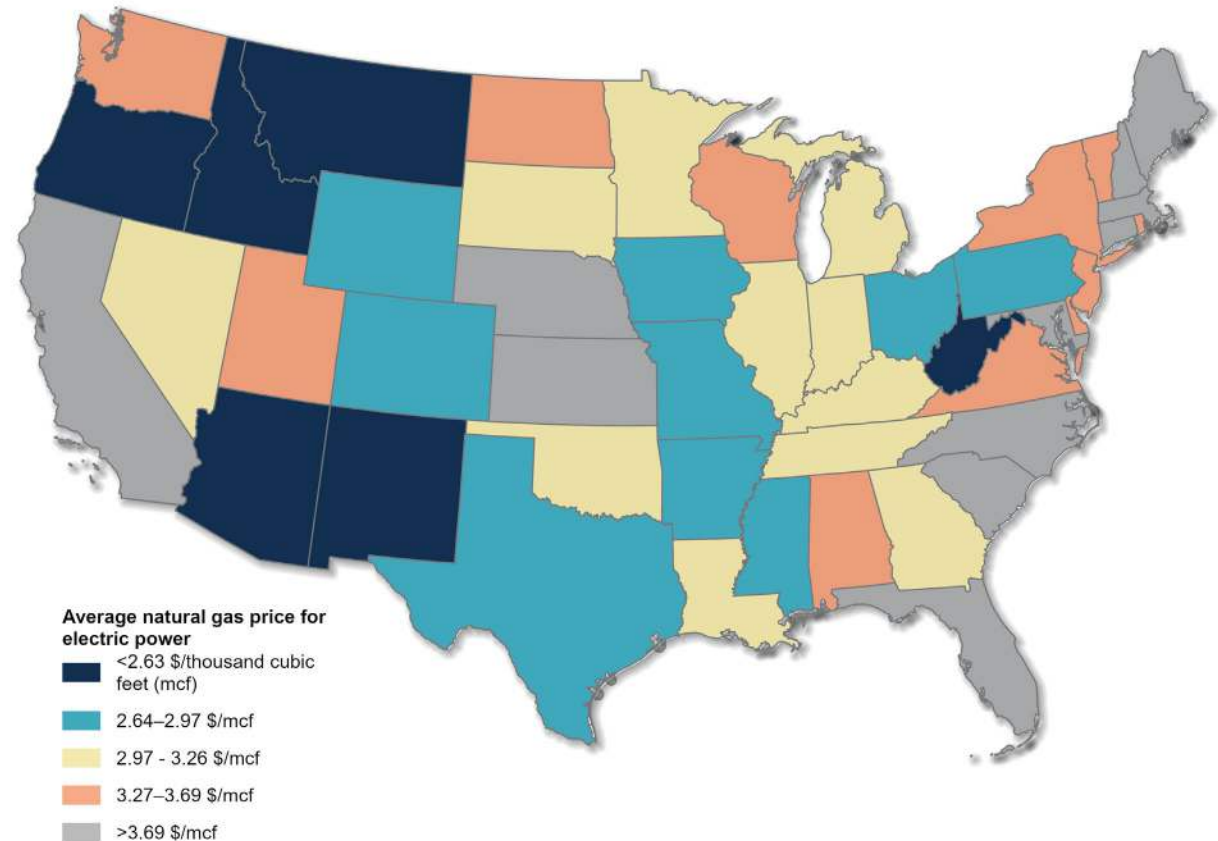 Average natural gas price for
electric power
<2.63 $/thousand cubic
feet (mcf)
2.64–2.97 $/mcf
2.97 - 3.26 $/mcf
3.27–3.69 $/mcf
>3.69 $/mcf